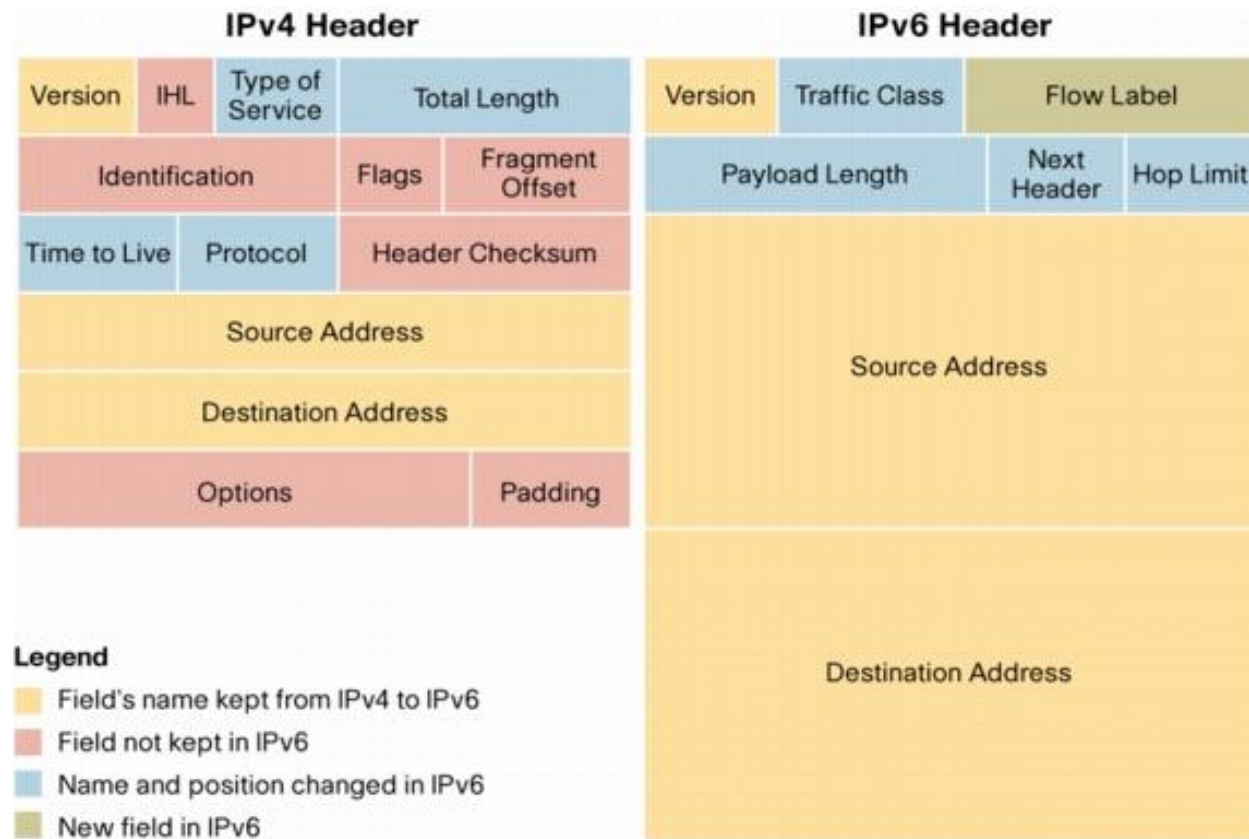 IPv4 Header
Version IHL Type of Service Total Length
Identification Flags Fragment Offset
Time to Live Protocol Header Checksum
Source Address
Destination Address
Options Padding
IPv6 Header
Version Traffic Class Flow Label
Payload Length Next Header Hop Limit
Source Address
Destination Address
Legend
Field's name kept from IPv4 to IPv6
Field not kept in IPv6
Name and position changed in IPv6
New field in IPv6